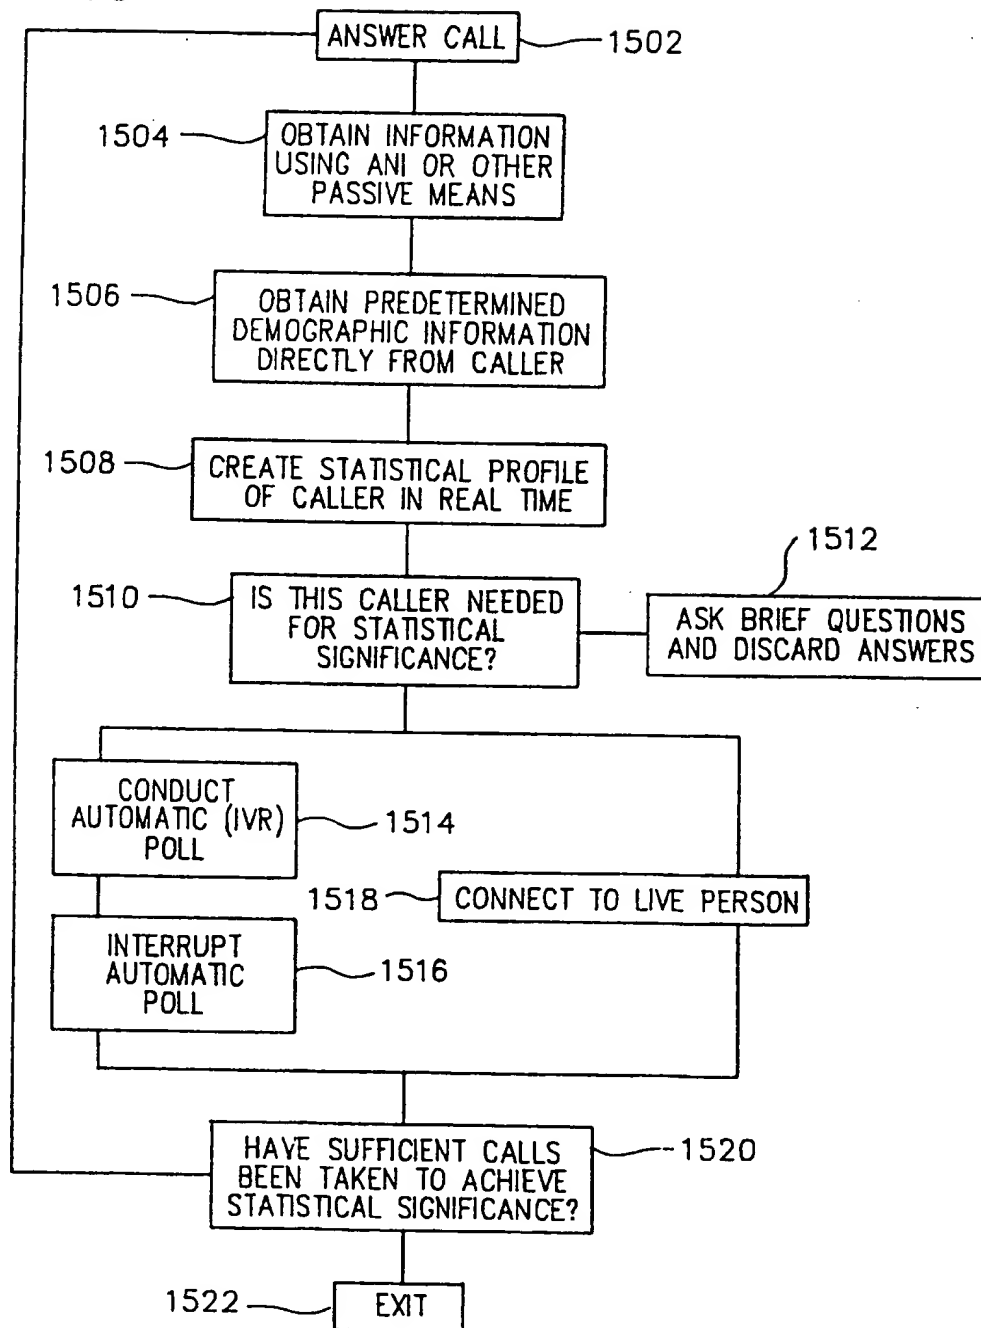 ANSWER CALL
1502
1504
OBTAIN INFORMATION
USING ANI OR OTHER
PASSIVE MEANS
1506
OBTAIN PREDETERMINED
DEMOGRAPHIC INFORMATION
DIRECTLY FROM CALLER
1508
CREATE STATISTICAL PROFILE
OF CALLER IN REAL TIME
1510
IS THIS CALLER NEEDED
FOR STATISTICAL
SIGNIFICANCE?
1512
ASK BRIEF QUESTIONS
AND DISCARD ANSWERS
CONDUCT
AUTOMATIC (IVR)
POLL
1514
INTERRUPT
AUTOMATIC
POLL
1516
1518
CONNECT TO LIVE PERSON
HAVE SUFFICIENT CALLS
BEEN TAKEN TO ACHIEVE
STATISTICAL SIGNIFICANCE?
1520
1522
EXIT